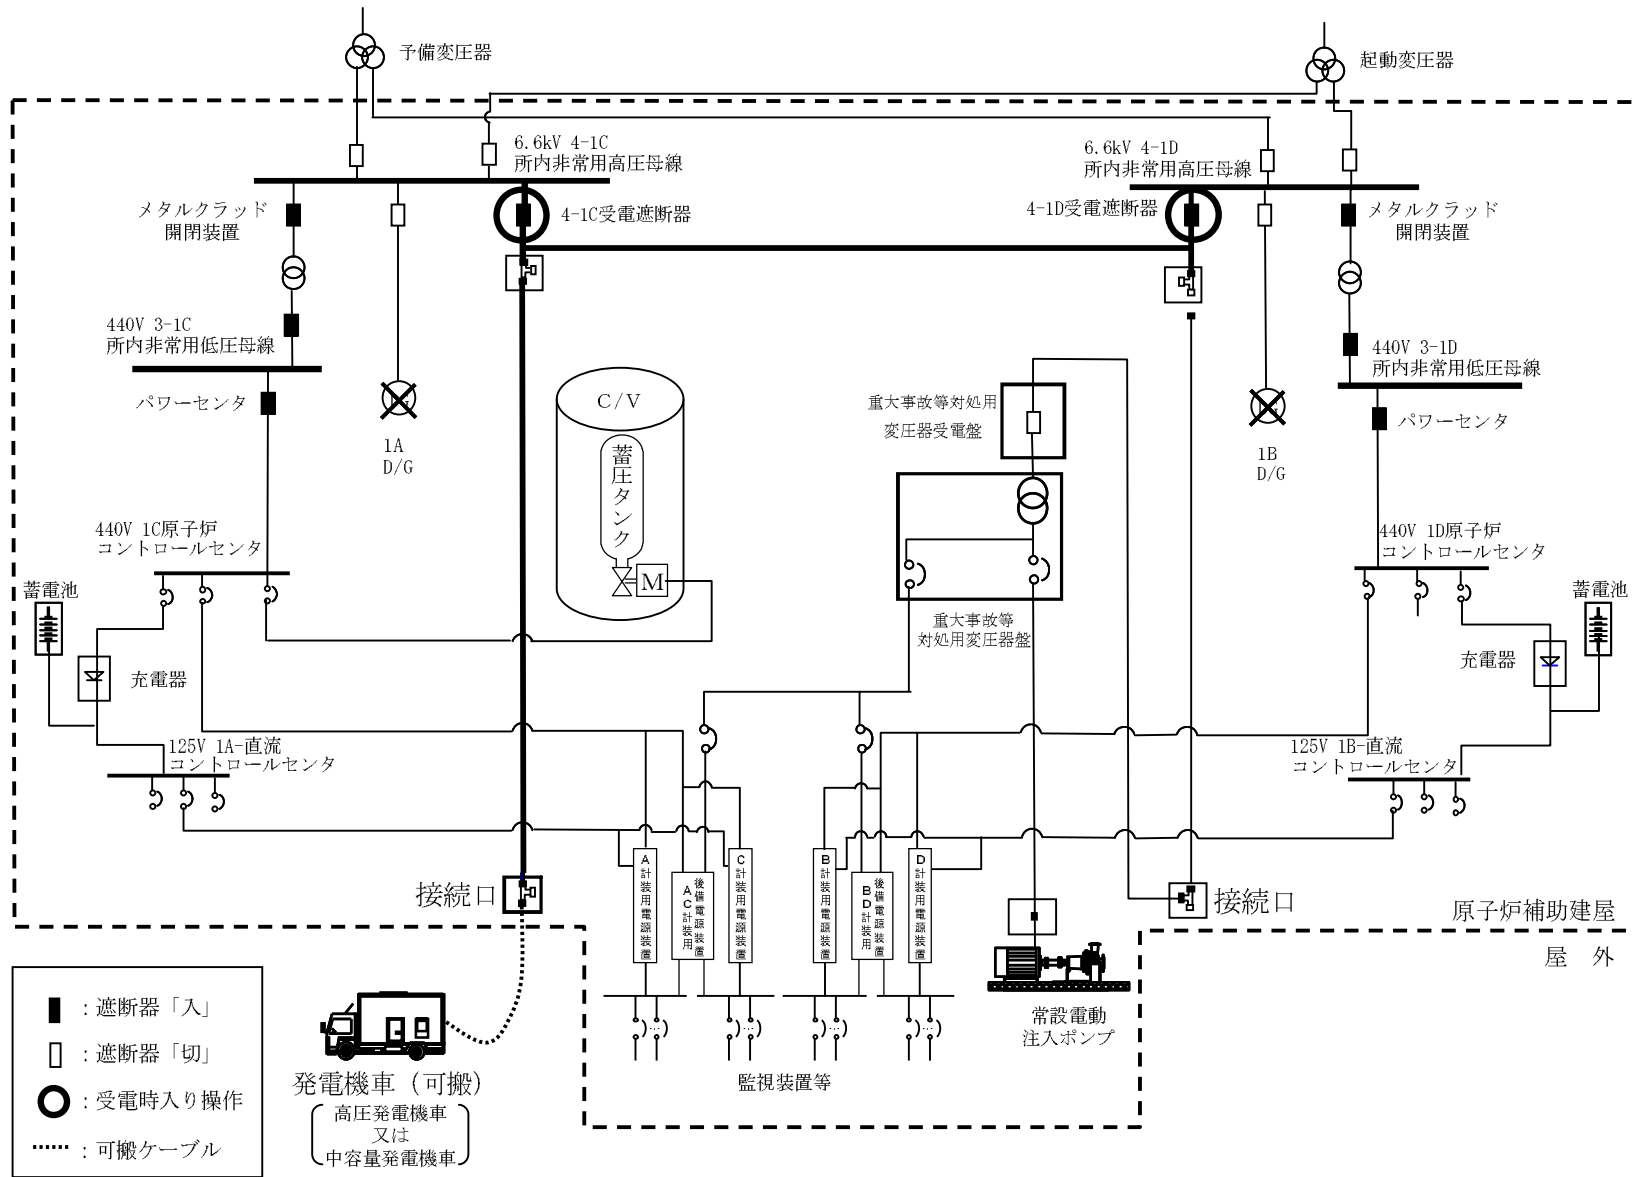 予備変圧器
起動変圧器
6.6kV 4-1C
所内非常用高圧母線
6.6kV 4-1D
所内非常用高圧母線
メタルクラッド
開閉装置
4-1C受電遮断器
4-1D受電遮断器
メタルクラッド
開閉装置
440V 3-1C
所内非常用低圧母線
440V 3-1D
所内非常用低圧母線
パワーセンタ
パワーセンタ
C/V
蓄圧タンク
M
重大事故等対処用
変圧器受電盤
1A
D/G
1B
D/G
440V 1C原子炉
コントロールセンタ
440V 1D原子炉
コントロールセンタ
蓄電池
蓄電池
重大事故等
対処用変圧器盤
充電器
充電器
125V 1A-直流
コントロールセンタ
125V 1B-直流
コントロールセンタ
A計装用電源装置
AC計装用
後備電源装置
C計装用電源装置
B計装用電源装置
BD計装用
後備電源装置
D計装用電源装置
接続口
接続口
原子炉補助建屋
屋 外
常設電動
注入ポンプ
監視装置等
発電機車(可搬)
高圧発電機車
又は
中容量発電機車
：遮断器「入」
：遮断器「切」
：受電時入り操作
：可搬ケーブル